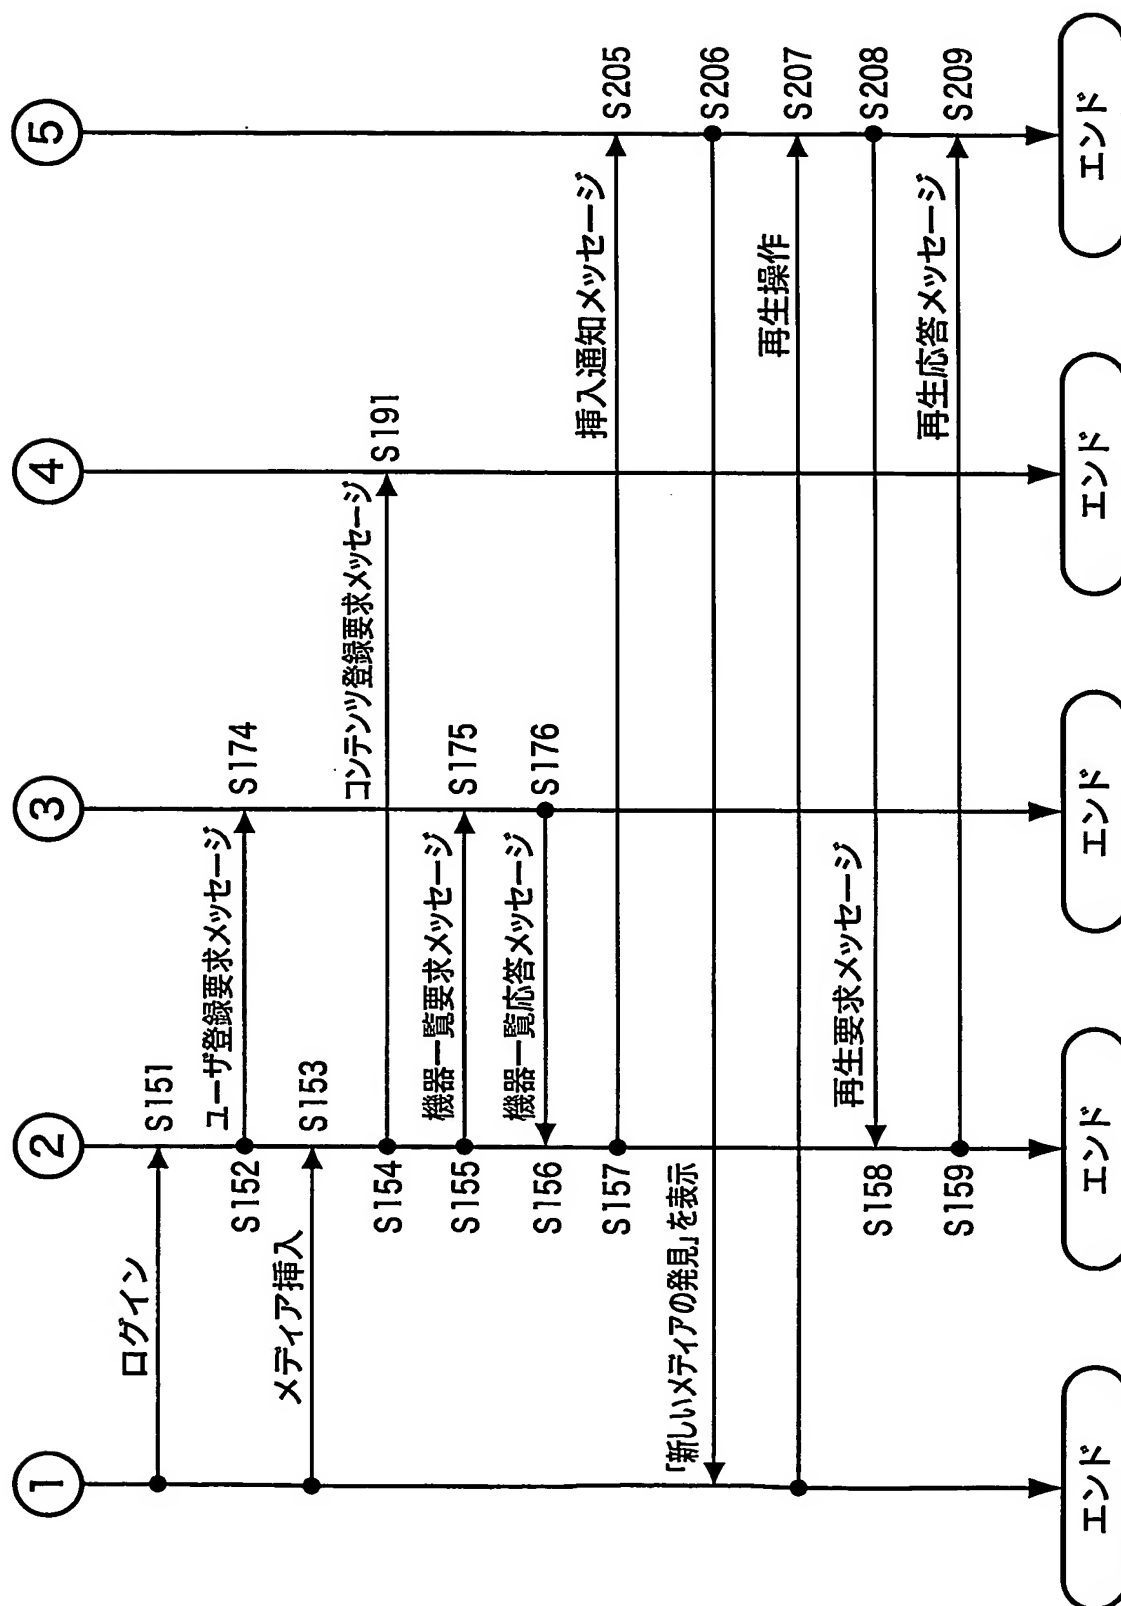 1
2
3
4
5
ログイン
S151
S152
ユーザ登録要求メッセージ
S174
メディア挿入
S153
S154
コンテンツ登録要求メッセージ
S191
S155
機器一覧要求メッセージ
S175
S156
機器一覧応答メッセージ
S176
S157
挿入通知メッセージ
S205
「新しいメディアの発見」を表示
S206
再生操作
S207
S158
再生要求メッセージ
S208
S159
再生応答メッセージ
S209
エンド
エンド
エンド
エンド
エンド